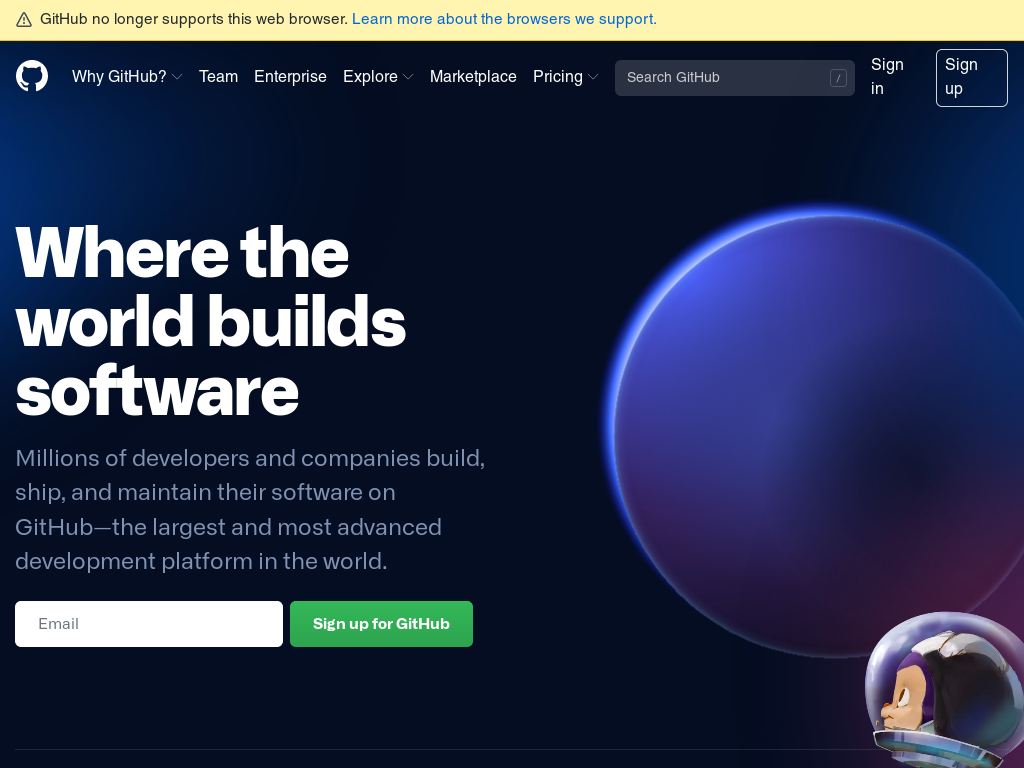 GitHub no longer supports this web browser. Learn more about the browsers we support.
Why GitHub? Team Enterprise Explore Marketplace Pricing Search GitHub / Sign in Sign up
Where the
world builds
software
Millions of developers and companies build,
ship, and maintain their software on
GitHub—the largest and most advanced
development platform in the world.
Email Sign up for GitHub